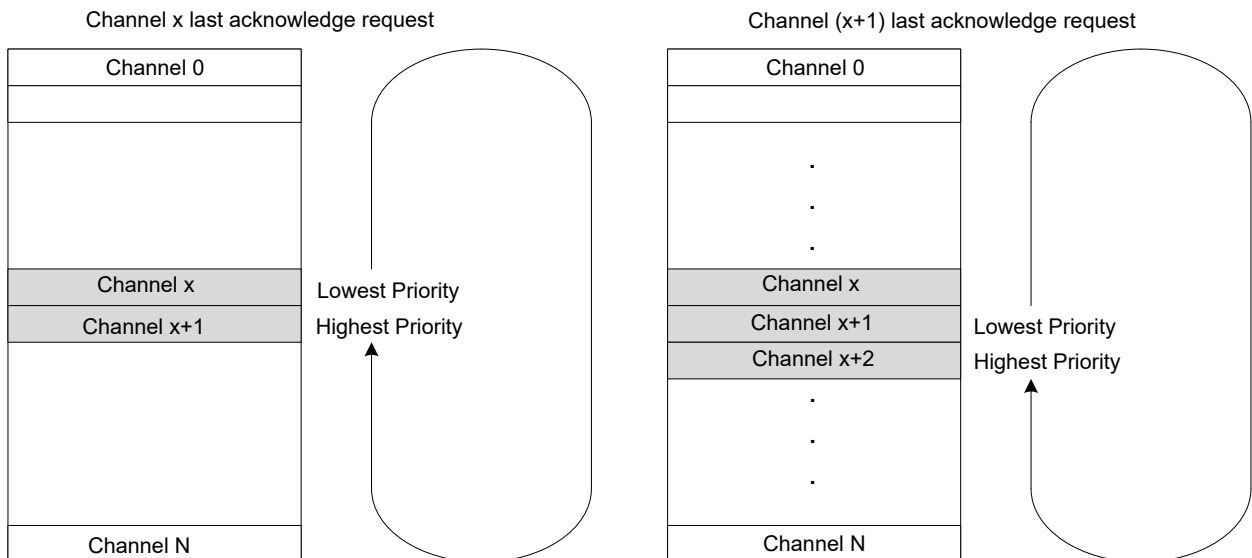 Channel x last acknowledge request
Channel 0
Channel x
Lowest Priority
Channel x+1
Highest Priority
Channel N
Channel (x+1) last acknowledge request
Channel 0
.
.
.
Channel x
Channel x+1
Lowest Priority
Channel x+2
Highest Priority
.
.
.
Channel N